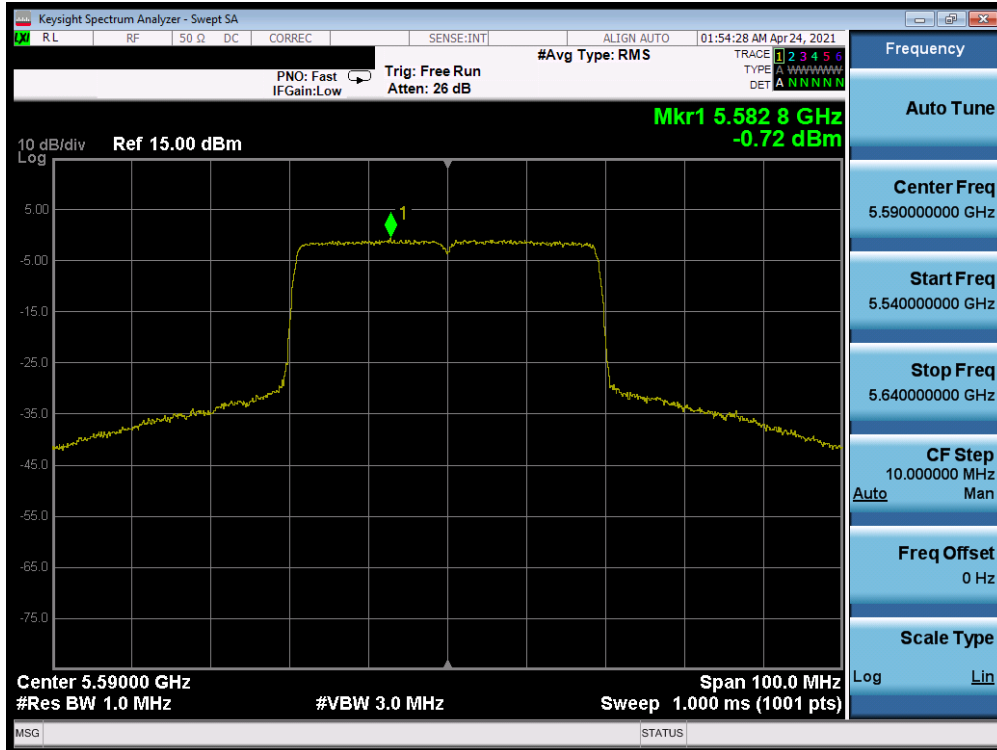 Keysight Spectrum Analyzer - Swept SA
LXI RL RF 50 Ω DC CORREC SENSE:INT ALIGN AUTO 01:54:28 AM Apr 24, 2021
#Avg Type: RMS
TRACE 1 2 3 4 5 6
TYPE A WWWWWW
DET A N N N N N
PNO: Fast
IFGain:Low
Trig: Free Run
Atten: 26 dB
Mkr1 5.582 8 GHz
-0.72 dBm
10 dB/div
Log
Ref 15.00 dBm
1
5.00
-5.00
-15.0
-25.0
-35.0
-45.0
-55.0
-65.0
-75.0
Center 5.59000 GHz
Span 100.0 MHz
#Res BW 1.0 MHz
#VBW 3.0 MHz
Sweep 1.000 ms (1001 pts)
MSG
STATUS
Frequency
Auto Tune
Center Freq
5.590000000 GHz
Start Freq
5.540000000 GHz
Stop Freq
5.640000000 GHz
CF Step
10.000000 MHz
Auto Man
Freq Offset
0 Hz
Scale Type
Log Lin